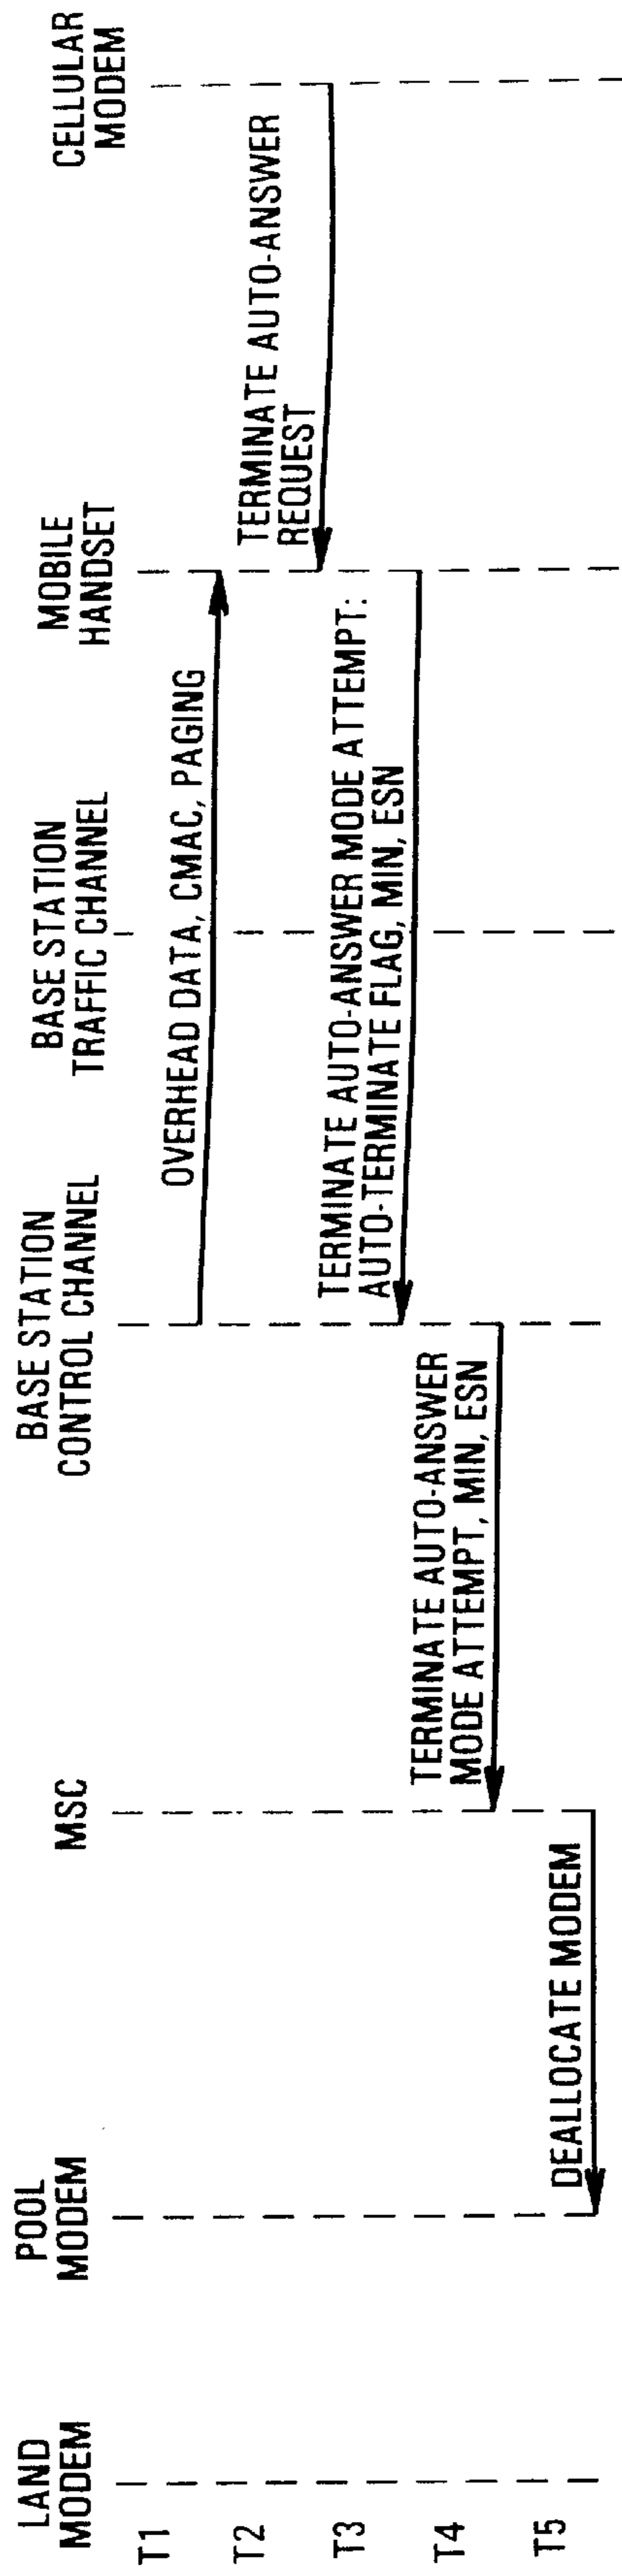 LAND
MODEM
POOL
MODEM
MSC
BASE STATION
CONTROL CHANNEL
BASE STATION
TRAFFIC CHANNEL
MOBILE
HANDSET
CELLULAR
MODEM
T1
OVERHEAD DATA, CMAC, PAGING
T2
TERMINATE AUTO-ANSWER
REQUEST
T3
TERMINATE AUTO-ANSWER MODE ATTEMPT:
AUTO-TERMINATE FLAG, MIN, ESN
T4
TERMINATE AUTO-ANSWER
MODE ATTEMPT, MIN, ESN
T5
DEALLOCATE MODEM